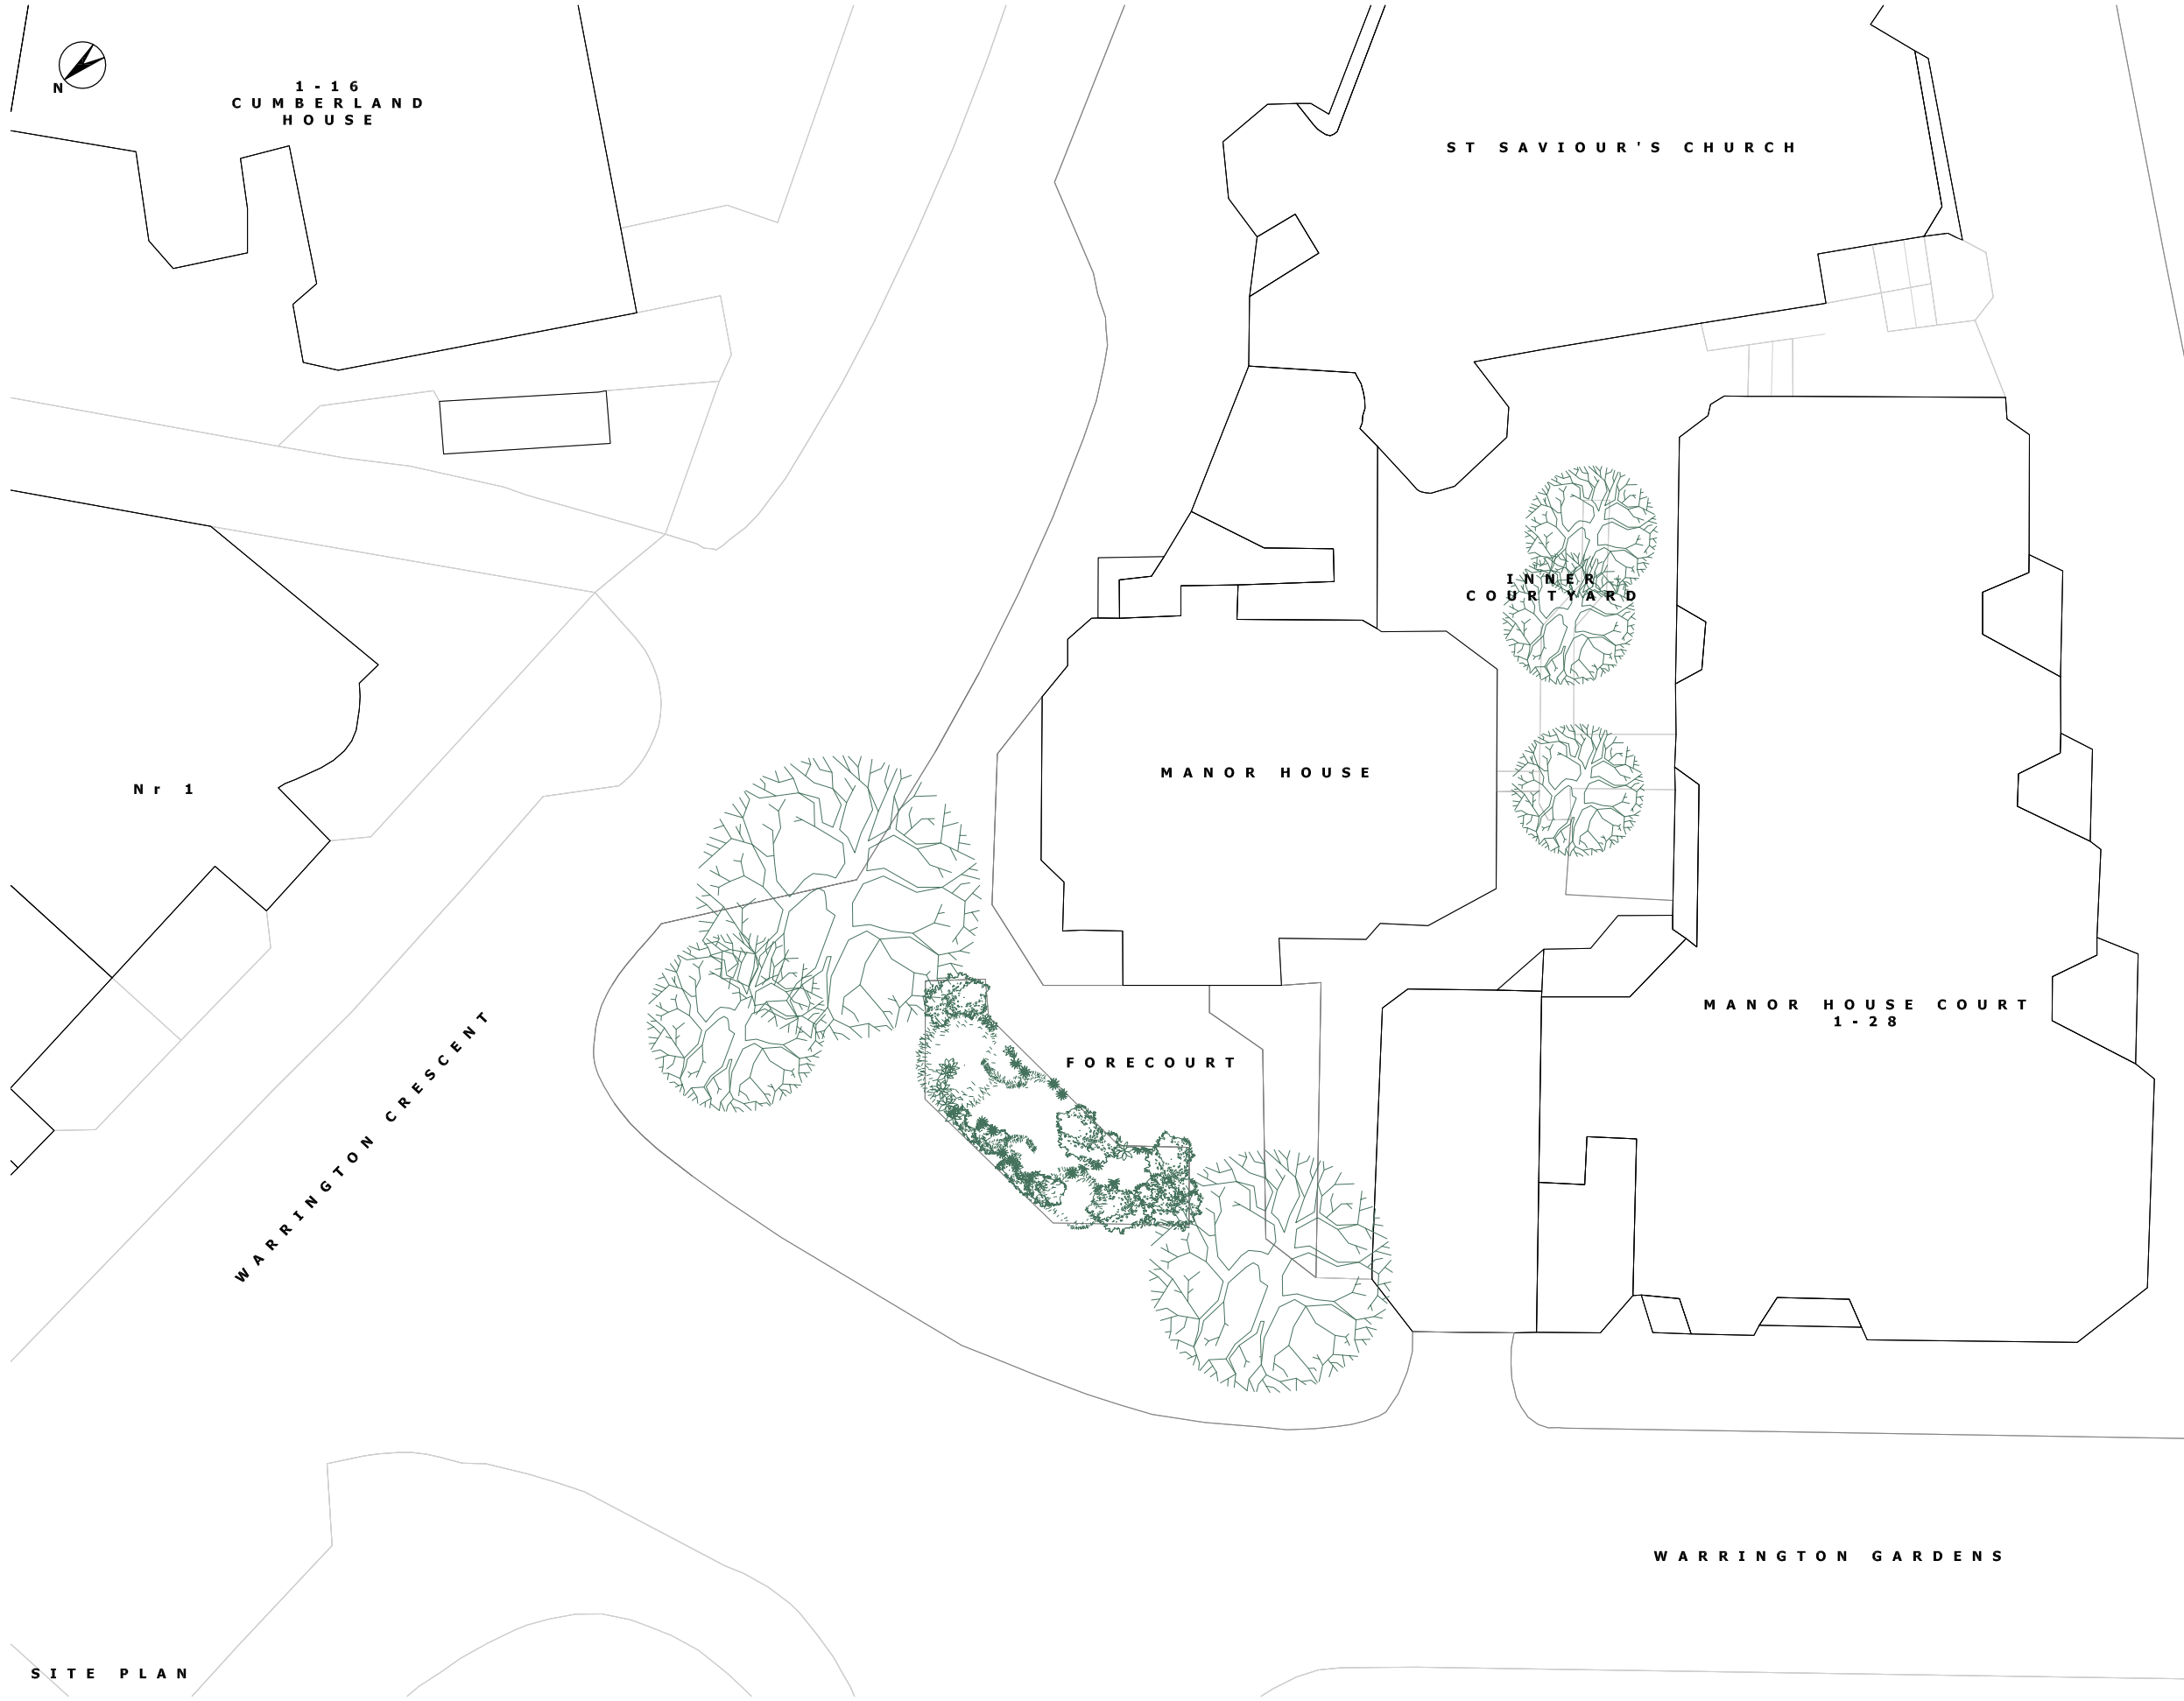 N
1-16
CUMBERLAND
HOUSE
ST SAVIOUR'S CHURCH
INNER
COURTYARD
MANOR HOUSE
Nr 1
MANOR HOUSE COURT
1-28
FORECOURT
WARRINGTON CRESCENT
WARRINGTON GARDENS
SITE PLAN